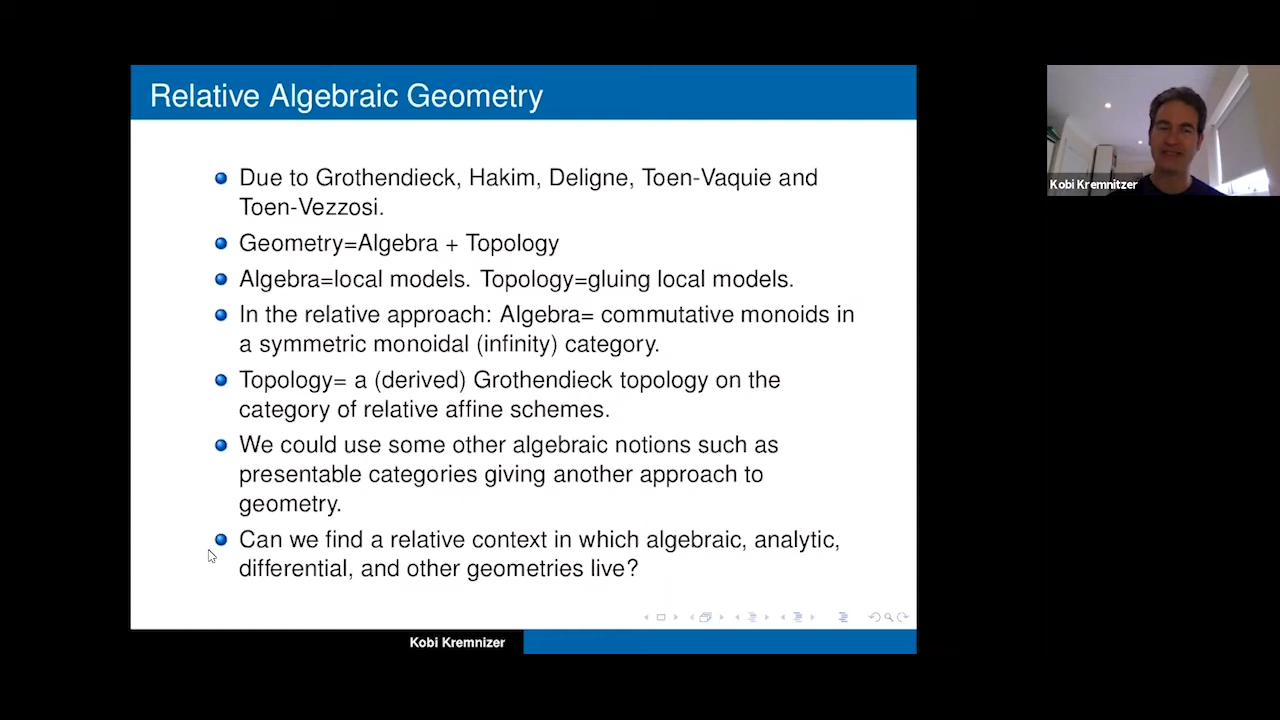 Relative Algebraic Geometry
Due to Grothendieck, Hakim, Deligne, Toen-Vaquie and
Toen-Vezzosi.
Geometry=Algebra + Topology
Algebra=local models. Topology=gluing local models.
In the relative approach: Algebra= commutative monoids in
a symmetric monoidal (infinity) category.
Topology= a (derived) Grothendieck topology on the
category of relative affine schemes.
We could use some other algebraic notions such as
presentable categories giving another approach to
geometry.
Can we find a relative context in which algebraic, analytic,
differential, and other geometries live?
Kobi Kremnizer
Kobi Kremnitzer